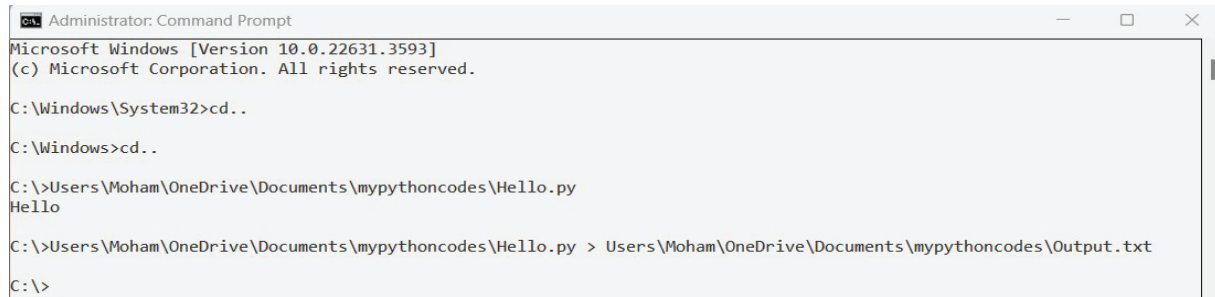 Administrator: Command Prompt
Microsoft Windows [Version 10.0.22631.3593]
(c) Microsoft Corporation. All rights reserved.
C:\Windows\System32>cd..
C:\Windows>cd..
C:\>Users\Moham\OneDrive\Documents\mypythoncodes\Hello.py
Hello
C:\>Users\Moham\OneDrive\Documents\mypythoncodes\Hello.py > Users\Moham\OneDrive\Documents\mypythoncodes\Output.txt
C:\>